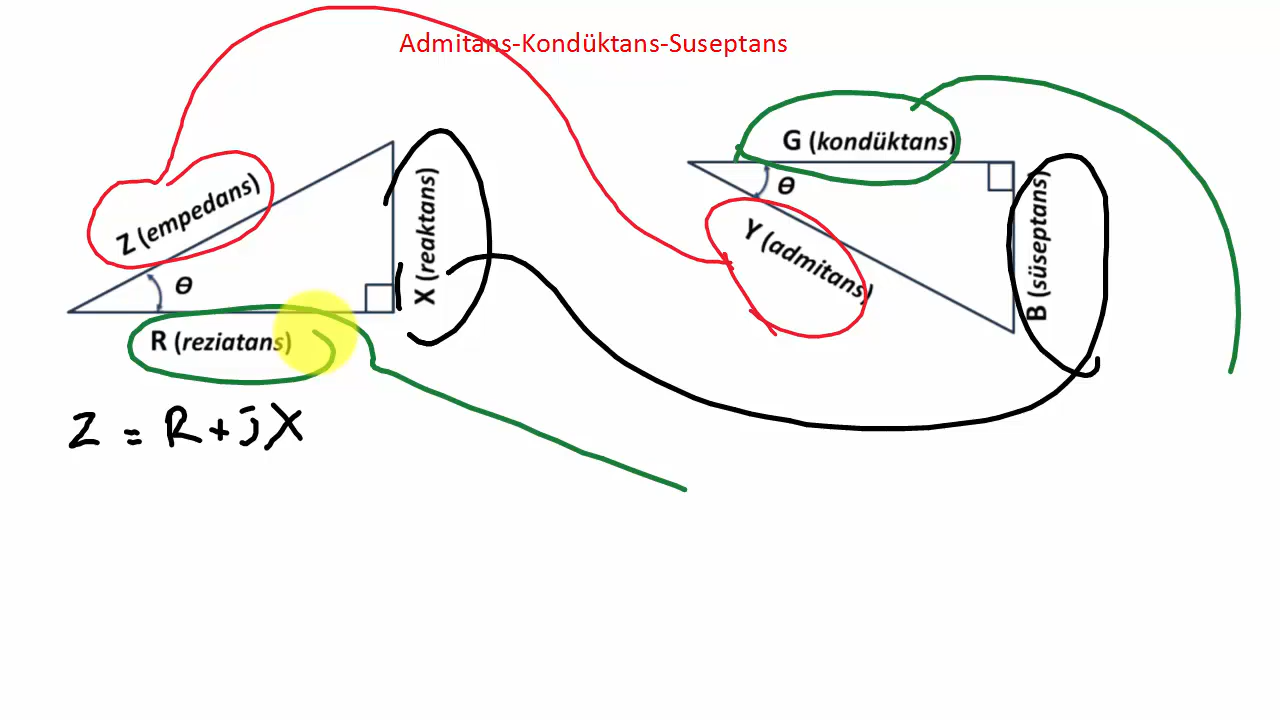 Admitans-Kondüktans-Suseptans
Z (empedans)
θ
X (reaktans)
R (reziatans)
Z = R+jX
G (kondüktans)
θ
Y (admitans)
B (süseptans)